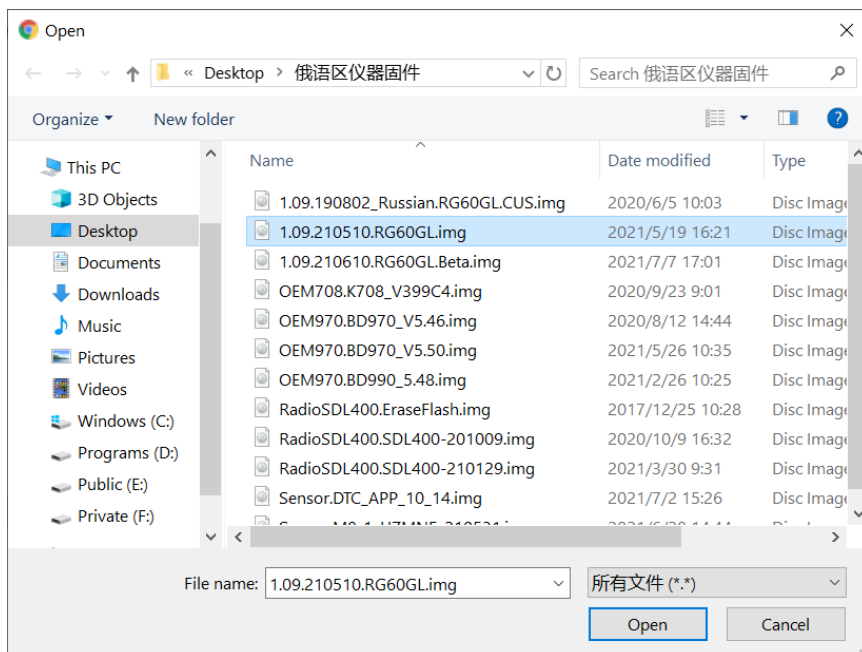 Open
« Desktop > 俄语区仪器固件
Search 俄语区仪器固件
Organize
New folder
This PC
3D Objects
Desktop
Documents
Downloads
Music
Pictures
Videos
Windows (C:)
Programs (D:)
Public (E:)
Private (F:)
Name Date modified Type
1.09.190802_Russian.RG60GL.CUS.img 2020/6/5 10:03 Disc Image
1.09.210510.RG60GL.img 2021/5/19 16:21 Disc Image
1.09.210610.RG60GL.Beta.img 2021/7/7 17:01 Disc Image
OEM708.K708_V399C4.img 2020/9/23 9:01 Disc Image
OEM970.BD970_V5.46.img 2020/8/12 14:44 Disc Image
OEM970.BD970_V5.50.img 2021/5/26 10:35 Disc Image
OEM970.BD990_5.48.img 2021/2/26 10:25 Disc Image
RadioSDL400.EraseFlash.img 2017/12/25 10:28 Disc Image
RadioSDL400.SDL400-201009.img 2020/10/9 16:32 Disc Image
RadioSDL400.SDL400-210129.img 2021/3/30 9:31 Disc Image
Sensor.DTC_APP_10_14.img 2021/7/2 15:26 Disc Image
File name: 1.09.210510.RG60GL.img
所有文件 (*.*)
Open
Cancel